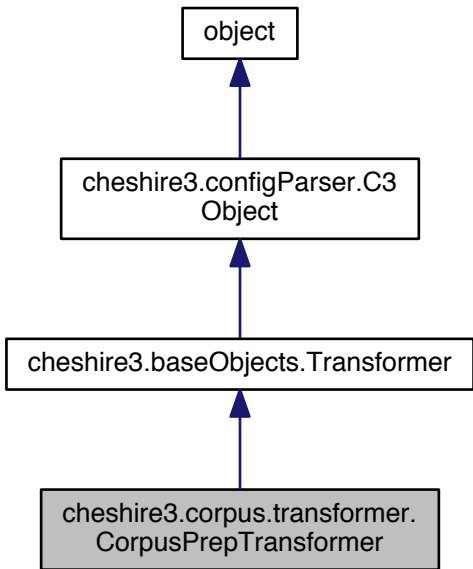 object
cheshire3.configParser.C3
Object
cheshire3.baseObjects.Transformer
cheshire3.corpus.transformer.
CorpusPrepTransformer